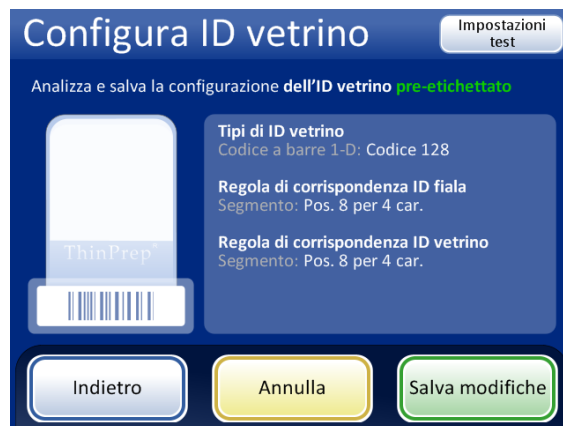 Configura ID vetrino
Impostazioni
test
Analizza e salva la configurazione dell’ID vetrino pre-etichettato
Tipi di ID vetrino
Codice a barre 1-D: Codice 128
Regola di corrispondenza ID fiala
Segmento: Pos. 8 per 4 car.
Regola di corrispondenza ID vetrino
Segmento: Pos. 8 per 4 car.
ThinPrep®
Indietro
Annulla
Salva modifiche